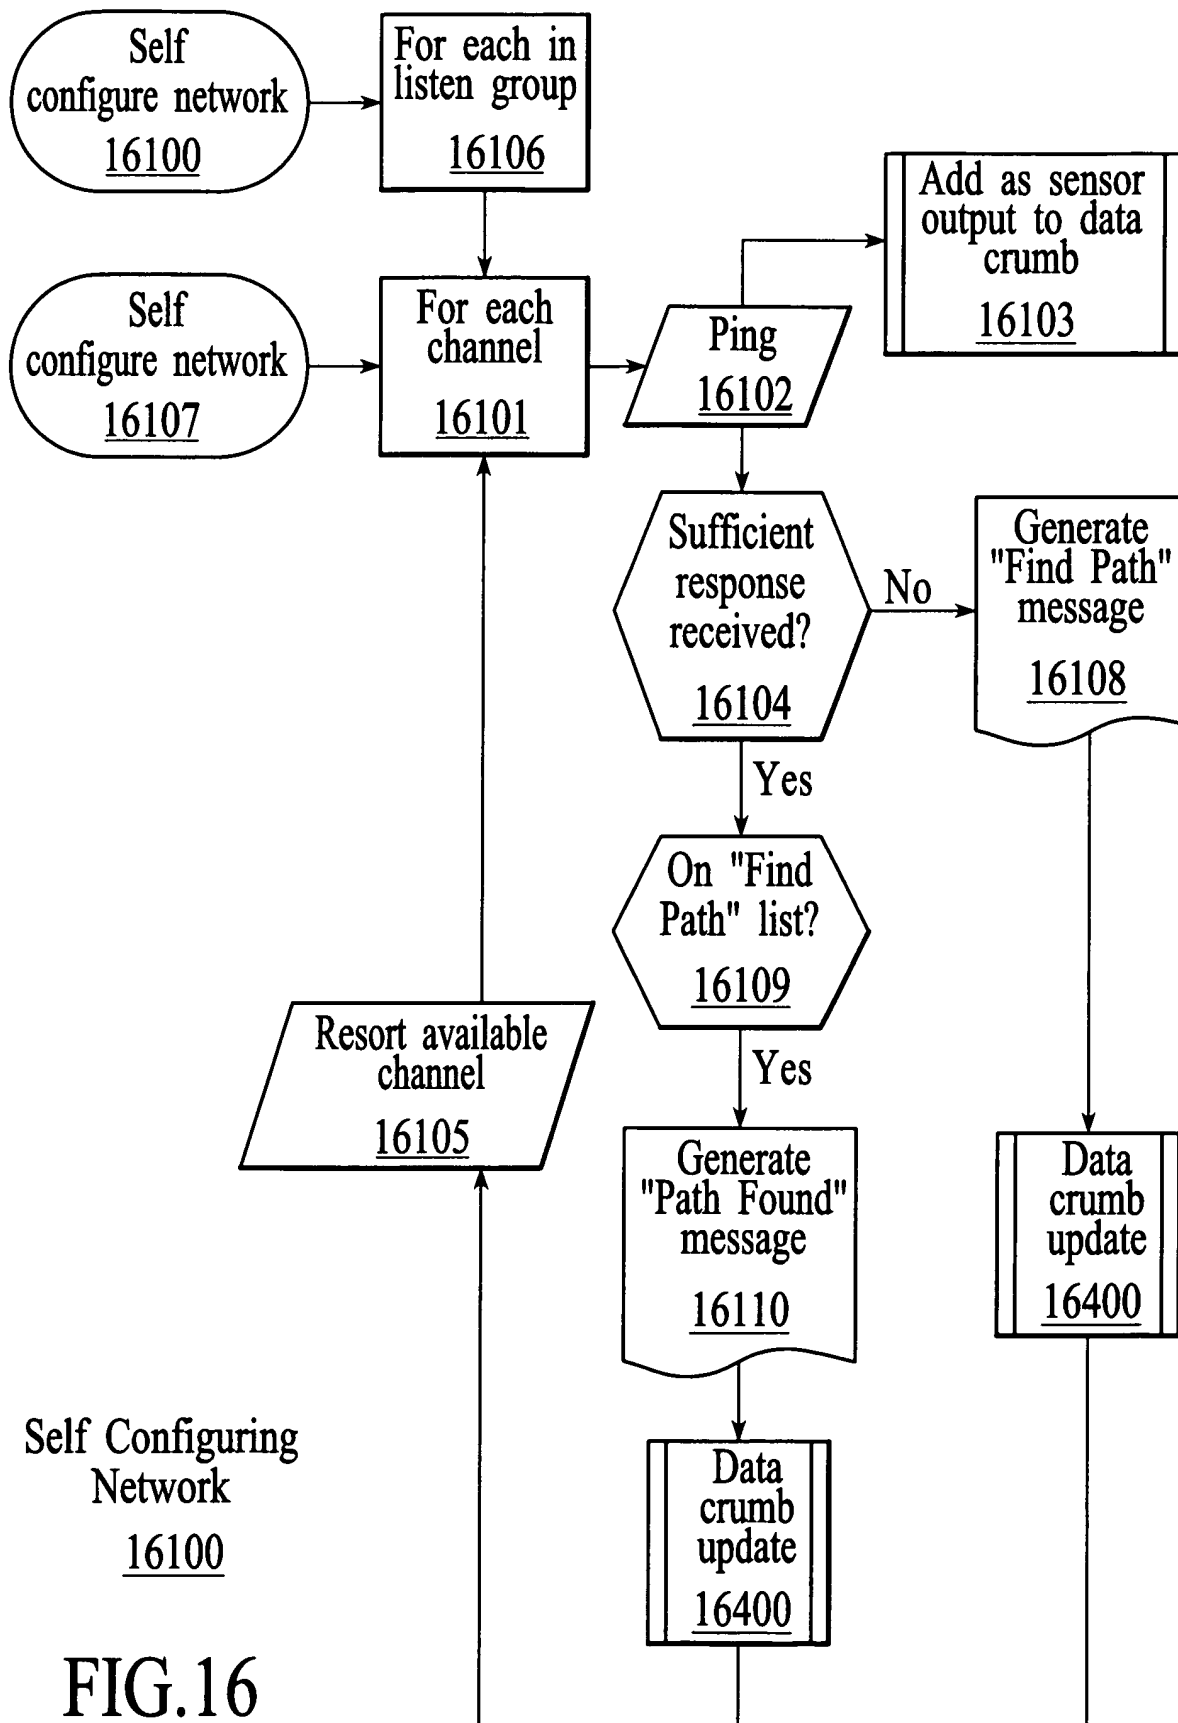 Self
configure network
16100
For each in
listen group
16106
Add as sensor
output to data
crumb
16103
Self
configure network
16107
For each
channel
16101
Ping
16102
Sufficient
response
received?
16104
No
Generate
"Find Path"
message
16108
Yes
On "Find
Path" list?
16109
Yes
Resort available
channel
16105
Generate
"Path Found"
message
16110
Data
crumb
update
16400
Data
crumb
update
16400
Self Configuring
Network
16100
FIG.16